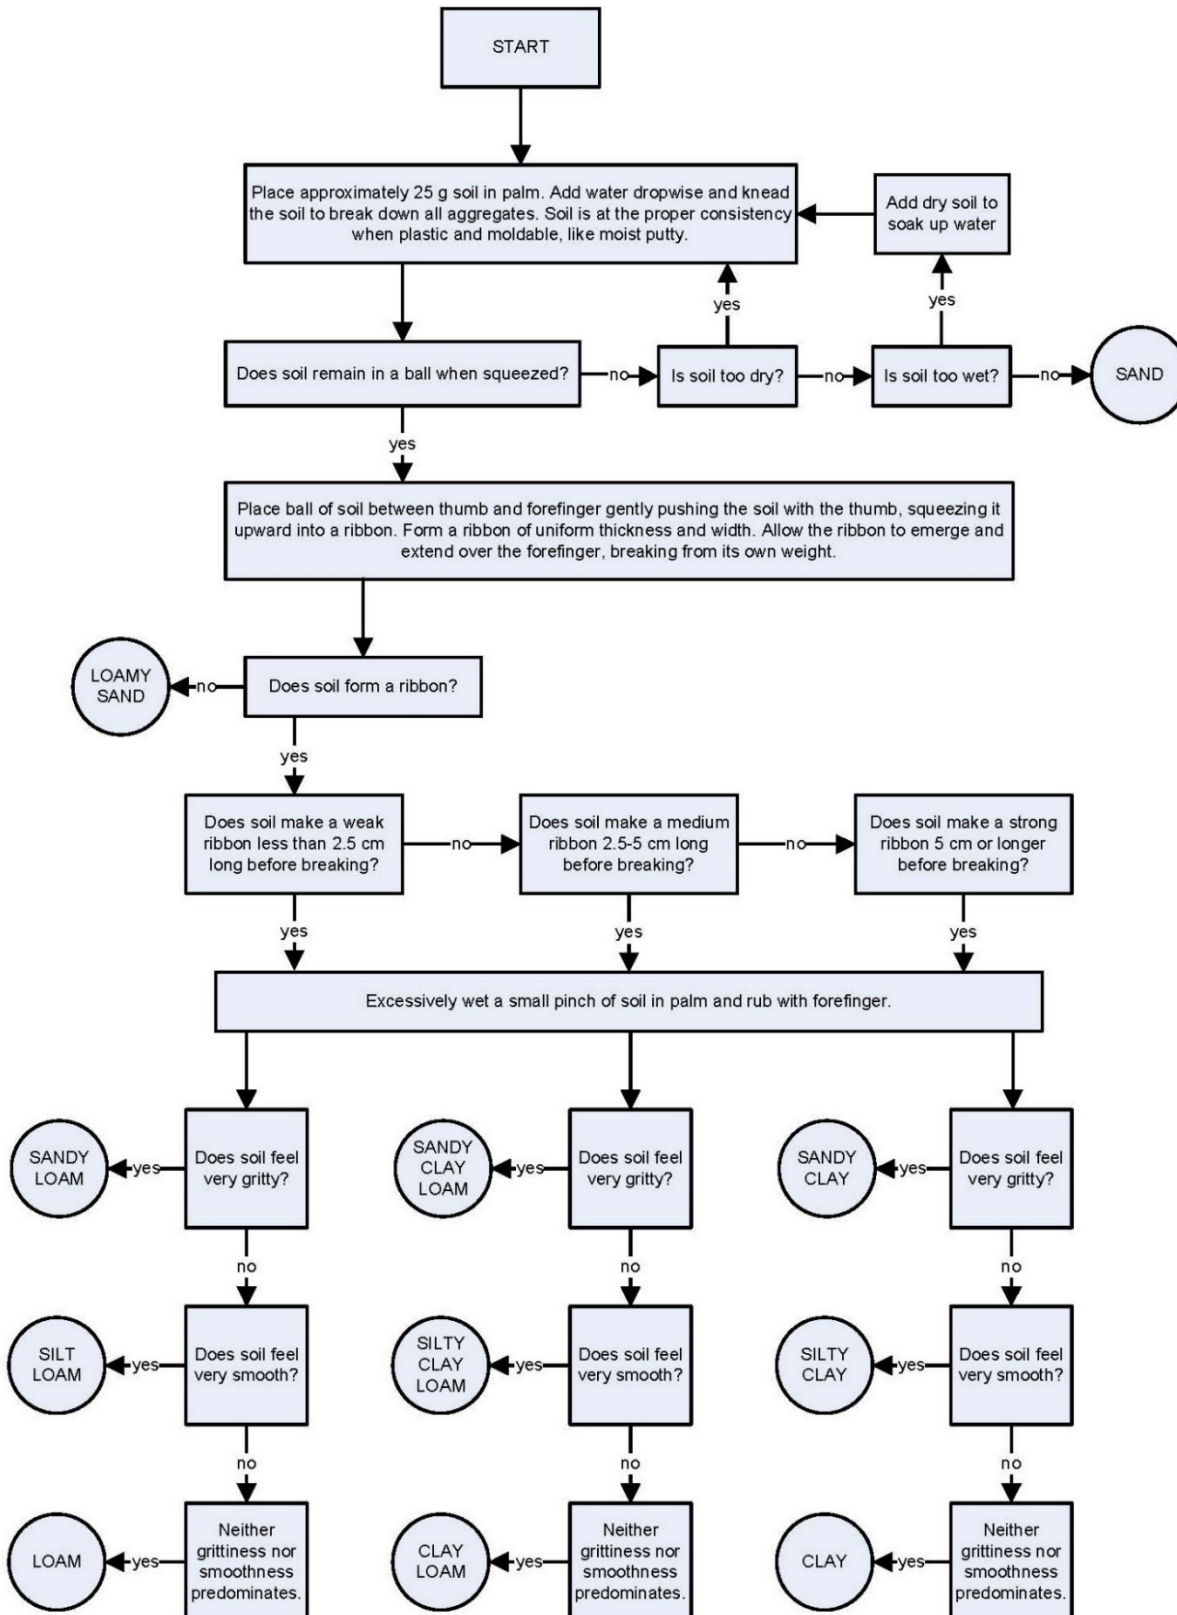 START
Place approximately 25 g soil in palm. Add water dropwise and knead
the soil to break down all aggregates. Soil is at the proper consistency
when plastic and moldable, like moist putty.
Add dry soil to
soak up water
yes
yes
Does soil remain in a ball when squeezed?
no
Is soil too dry?
no
Is soil too wet?
no
SAND
yes
Place ball of soil between thumb and forefinger gently pushing the soil with the thumb, squeezing it
upward into a ribbon. Form a ribbon of uniform thickness and width. Allow the ribbon to emerge and
extend over the forefinger, breaking from its own weight.
LOAMY
SAND
no
Does soil form a ribbon?
yes
Does soil make a weak
ribbon less than 2.5 cm
long before breaking?
no
Does soil make a medium
ribbon 2.5-5 cm long
before breaking?
no
Does soil make a strong
ribbon 5 cm or longer
before breaking?
yes
yes
yes
Excessively wet a small pinch of soil in palm and rub with forefinger.
SANDY
LOAM
yes
Does soil feel
very gritty?
SANDY
CLAY
LOAM
yes
Does soil feel
very gritty?
SANDY
CLAY
yes
Does soil feel
very gritty?
no
no
no
SILT
LOAM
yes
Does soil feel
very smooth?
SILTY
CLAY
LOAM
yes
Does soil feel
very smooth?
SILTY
CLAY
yes
Does soil feel
very smooth?
no
no
no
LOAM
yes
Neither
grittiness nor
smoothness
predominates.
CLAY
LOAM
yes
Neither
grittiness nor
smoothness
predominates.
CLAY
yes
Neither
grittiness nor
smoothness
predominates.